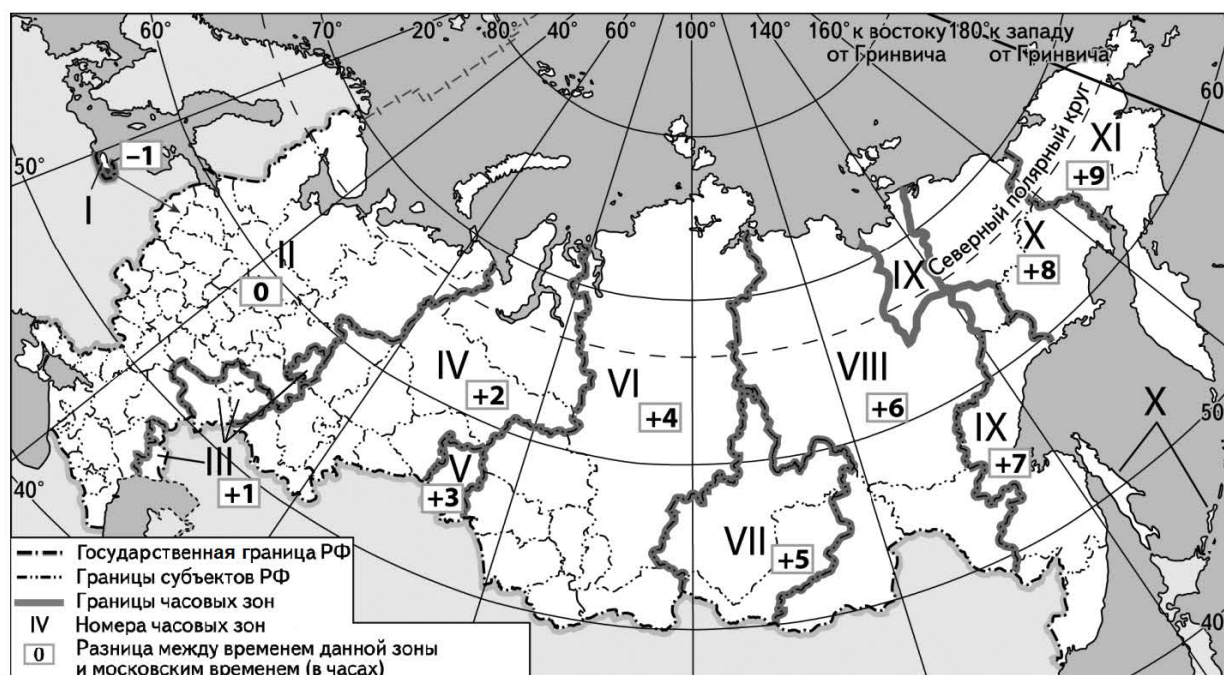 60°
70°
20°
40°
60°
80°
100°
120°
140°
160° к востоку
от Гринвича
180° к западу
от Гринвича
60°
50°
40°
50°
40°
Северный полярный круг
I
–1
II
0
III
+1
IV
+2
V
+3
VI
+4
VII
+5
VIII
+6
IX
IX
+7
X
+8
X
XI
+9
Государственная граница РФ
Границы субъектов РФ
Границы часовых зон
IV Номера часовых зон
0 Разница между временем данной зоны
и московским временем (в часах)